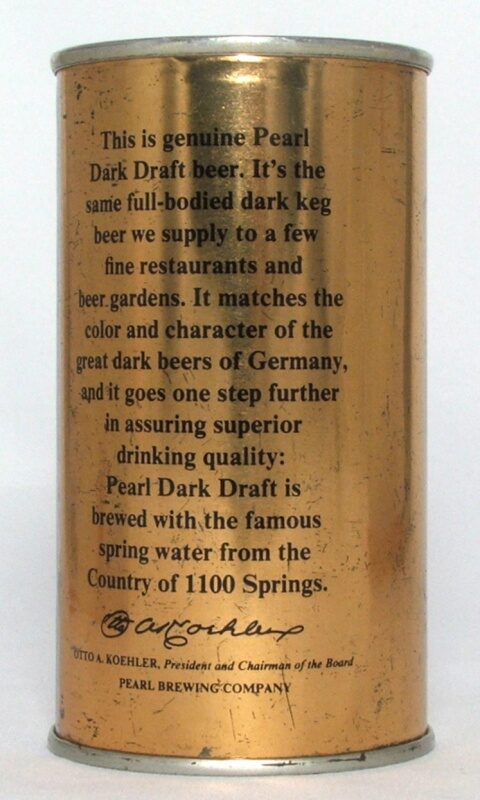 This is genuine Pearl
Dark Draft beer. It's the
same full-bodied dark keg
beer we supply to a few
fine restaurants and
beer gardens. It matches the
color and character of the
great dark beers of Germany,
and it goes one step further
in assuring superior
drinking quality:
Pearl Dark Draft is
brewed with the famous
spring water from the
Country of 1100 Springs.
Otto A. Koehler
OTTO A. KOEHLER, President and Chairman of the Board
PEARL BREWING COMPANY